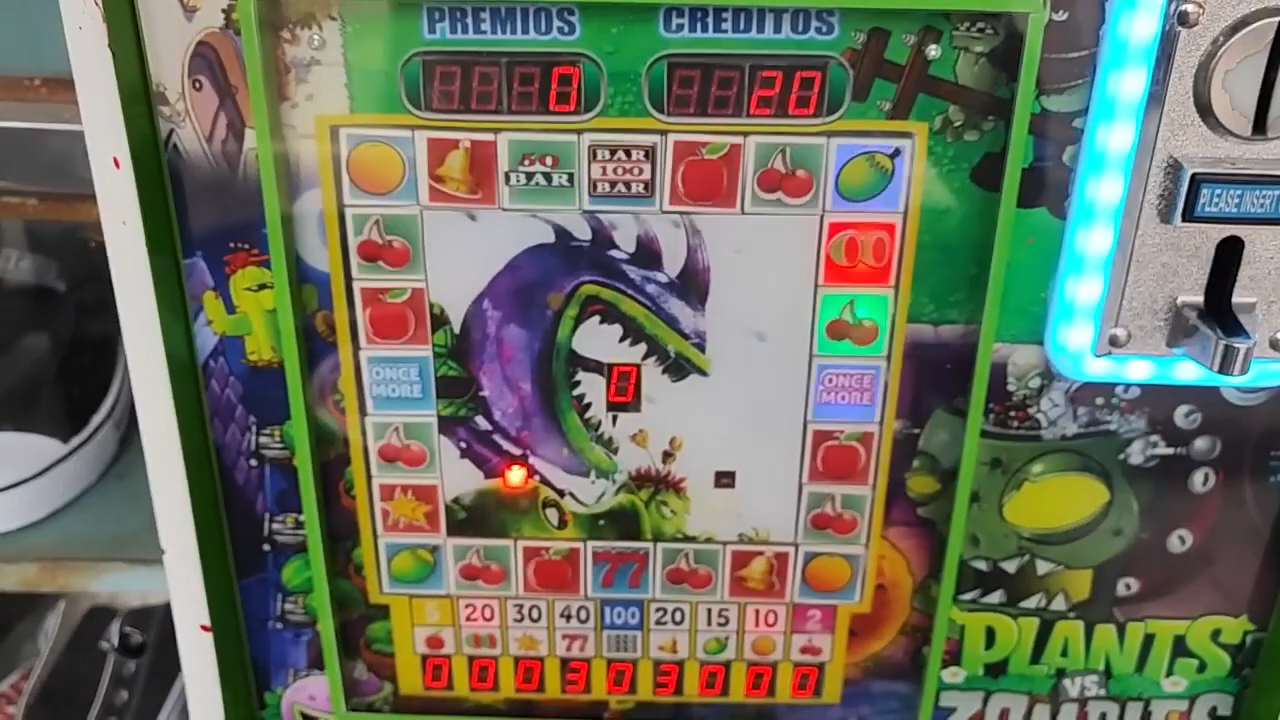 PREMIOS CREDITOS
0 20
50
BAR
BAR
100
BAR
ONCE
MORE
ONCE
MORE
77
5 20 30 40 100 20 15 10 2
77
0 0 0 3 0 3 0 0 0
0
PLEASE INSERT
PLANTS
VS.
ZOMBIES